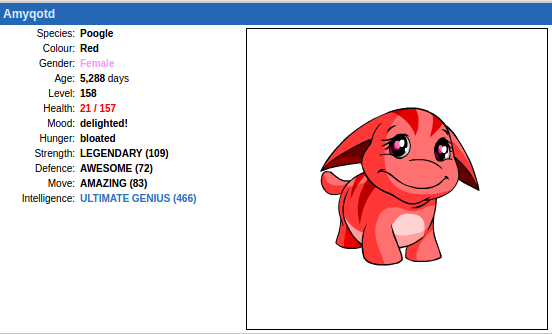 Amyqotd
Species: Poogle
Colour: Red
Gender: Female
Age: 5,288 days
Level: 158
Health: 21 / 157
Mood: delighted!
Hunger: bloated
Strength: LEGENDARY (109)
Defence: AWESOME (72)
Move: AMAZING (83)
Intelligence: ULTIMATE GENIUS (466)